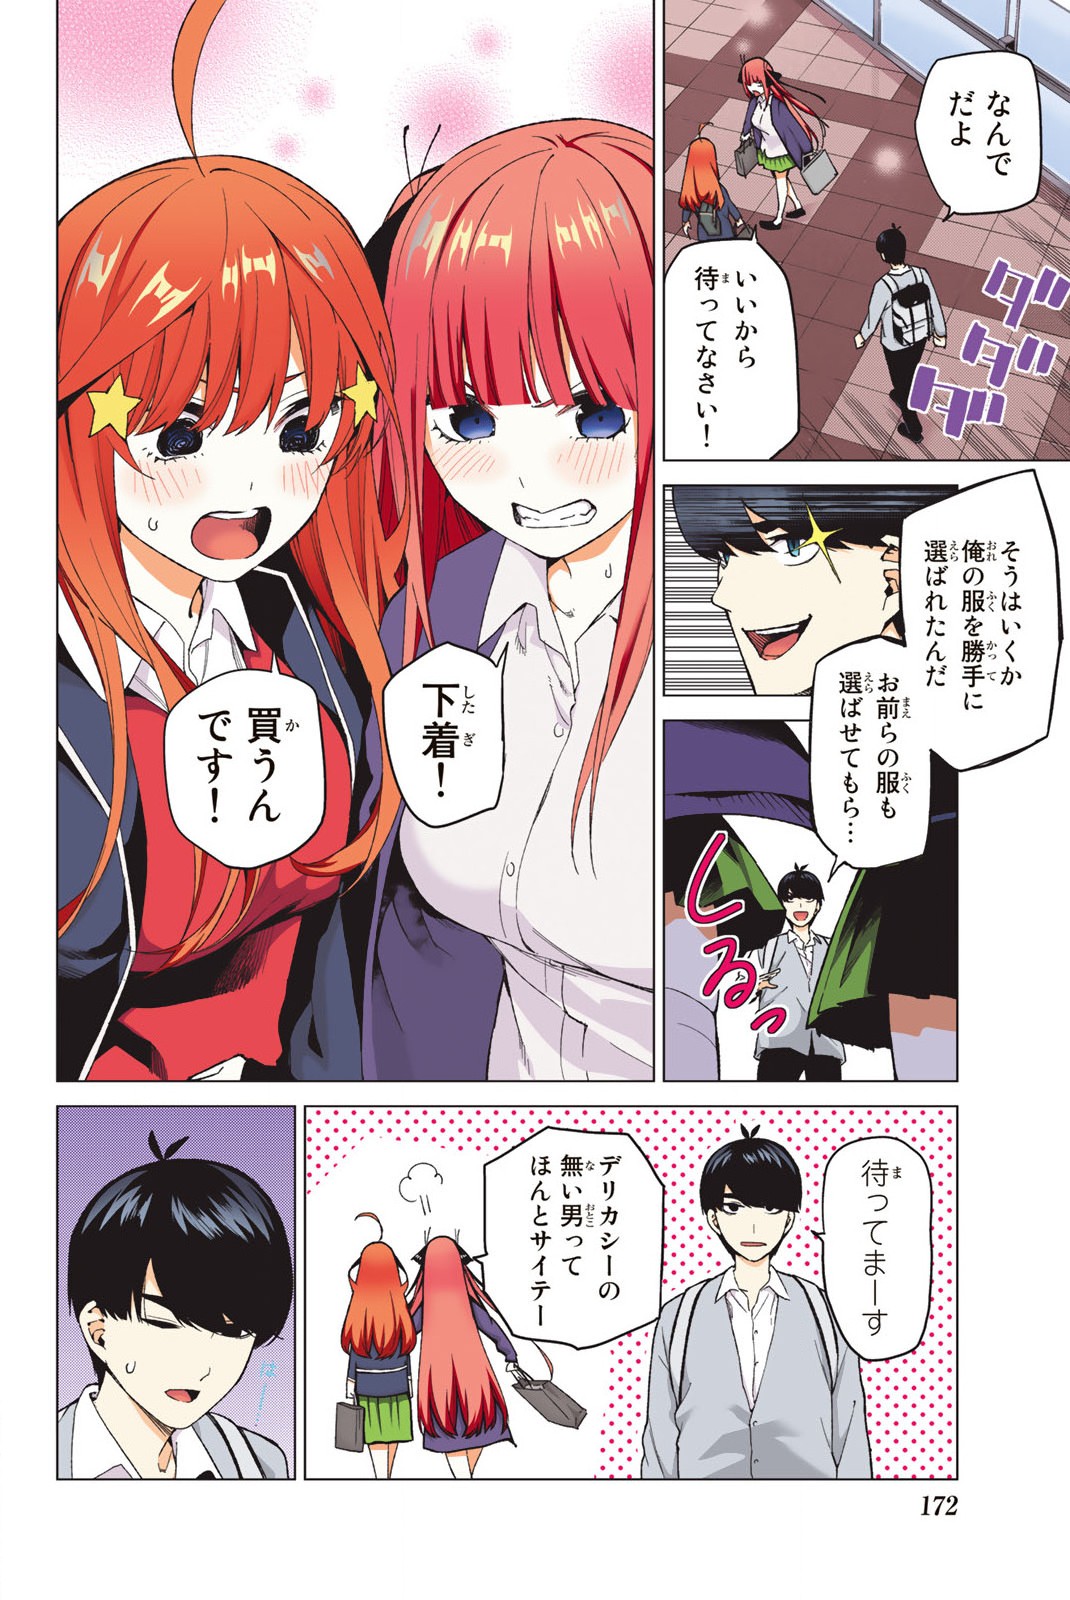 なんで
だよ
いいから
待ってなさい！
ダダダダダダ
そうはいくか
俺の服を勝手に
選ばれたんだ
お前らの服も
選ばせてもら…
くるっ
下着！
買うん
です！
待ってまーす
デリカシーの
無い男って
ほんとサイテー
はー……
172